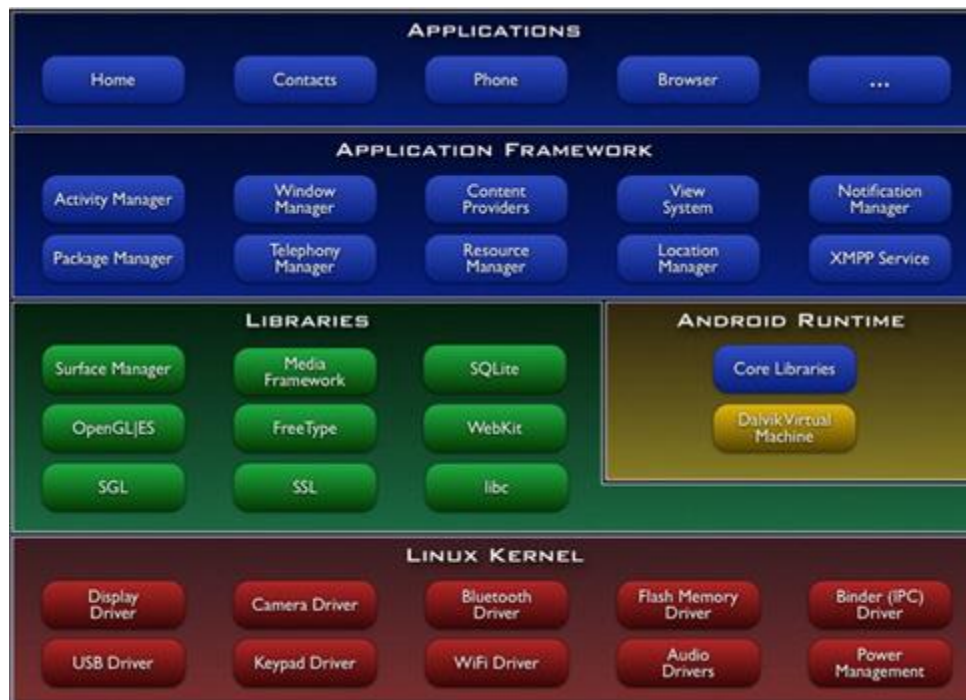 APPLICATIONS
Home Contacts Phone Browser ...
APPLICATION FRAMEWORK
Activity Manager
Window
Manager
Content
Providers
View
System
Notification
Manager
Package Manager
Telephony
Manager
Resource
Manager
Location
Manager
XMPP Service
LIBRARIES
Surface Manager
Media
Framework
SQLite
OpenGL|ES
FreeType
WebKit
SGL
SSL
libc
ANDROID RUNTIME
Core Libraries
Dalvik Virtual
Machine
LINUX KERNEL
Display
Driver
Camera Driver
Bluetooth
Driver
Flash Memory
Driver
Binder (IPC)
Driver
USB Driver
Keypad Driver
WiFi Driver
Audio
Drivers
Power
Management